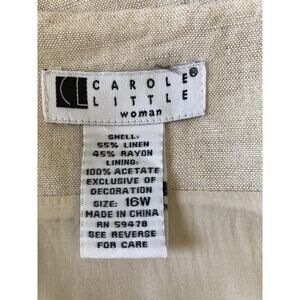 CAROLE
LITTLE®
woman
SHELL:
55% LINEN
45% RAYON
LINING:
100% ACETATE
EXCLUSIVE OF
DECORATION
SIZE: 16W
MADE IN CHINA
RN 59478
SEE REVERSE
FOR CARE